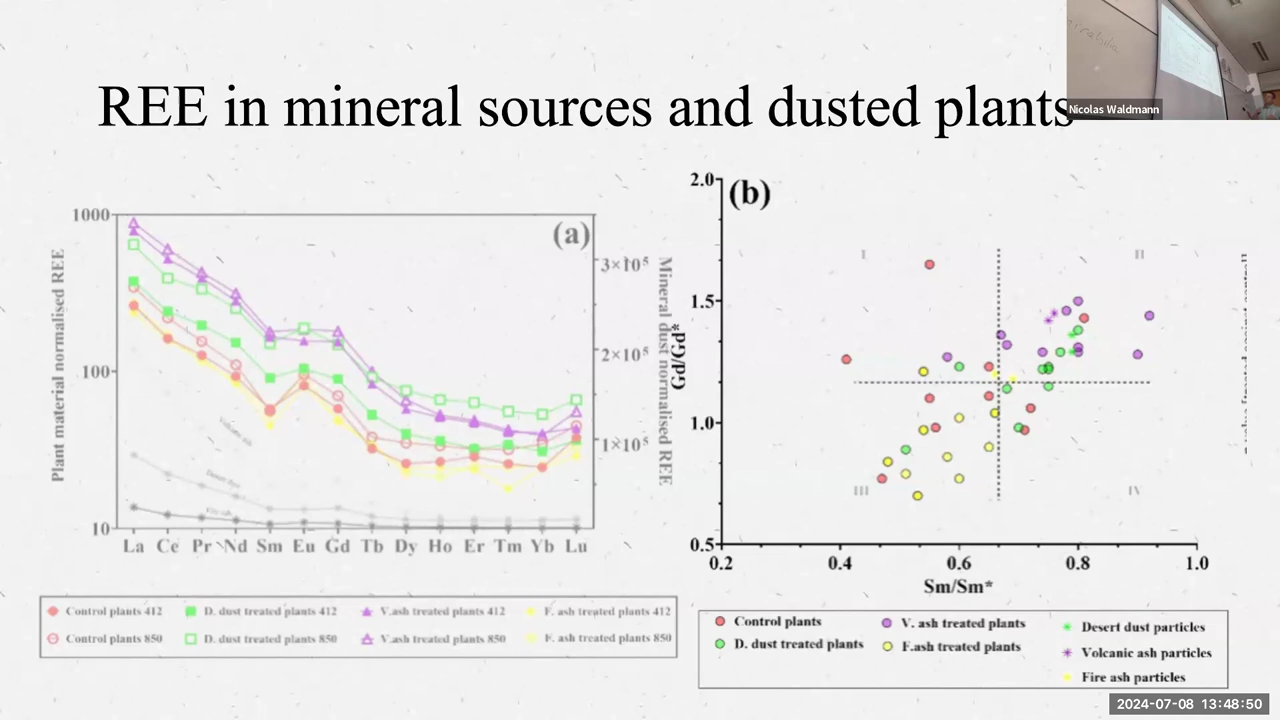 REE in mineral sources and dusted plants
Nicolas Waldmann
(a)
Plant material normalised REE
1000
100
10
3×10⁵
2×10⁵
1×10⁵
Mineral dust normalised REE
Volcanic ash
Desert dust
Fire ash
La Ce Pr Nd Sm Eu Gd Tb Dy Ho Er Tm Yb Lu
Control plants 412
D. dust treated plants 412
V.ash treated plants 412
F. ash treated plants 412
Control plants 850
D. dust treated plants 850
V.ash treated plants 850
F. ash treated plants 850
(b)
Gd/Gd*
2.0
1.5
1.0
0.5
I
II
III
IV
0.2 0.4 0.6 0.8 1.0
Sm/Sm*
Control plants
V. ash treated plants
Desert dust particles
D. dust treated plants
F.ash treated plants
Volcanic ash particles
Fire ash particles
2024-07-08 13:48:50